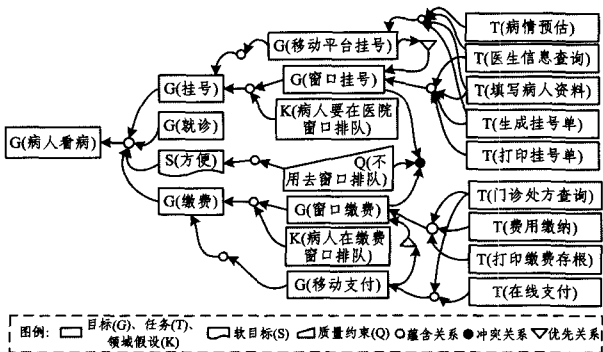 G(移动平台挂号)
T(病情预估)
T(医生信息查询)
G(挂号)
G(窗口挂号)
T(填写病人资料)
K(病人要在医院
窗口排队)
T(生成挂号单)
G(就诊)
T(打印挂号单)
G(病人看病)
S(方便)
Q(不
用去窗口排队)
T(门诊处方查询)
G(缴费)
G(窗口缴费)
T(费用缴纳)
K(病人在缴费
窗口排队)
T(打印缴费存根)
G(移动支付)
T(在线支付)
图例: 目标(G)、任务(T)、 软目标(S) 质量约束(Q) 蕴含关系 冲突关系 优先关系
领域假设(K)